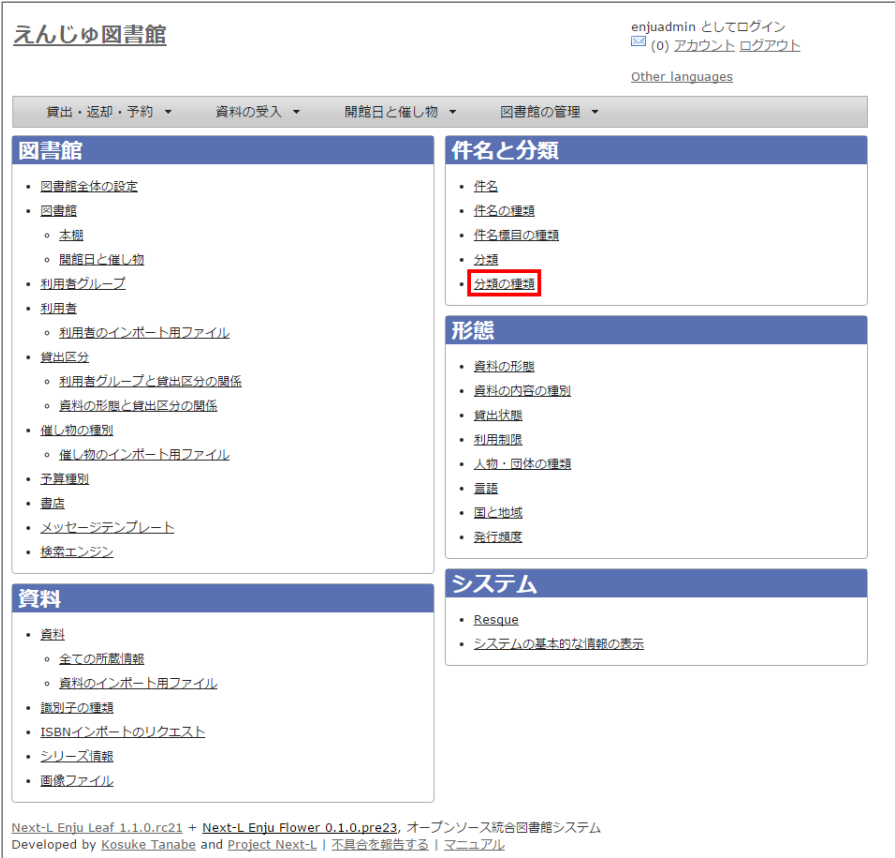 えんじゅ図書館
enjuadmin としてログイン
(0) アカウント ログアウト
Other languages
貸出・返却・予約 ▼ 資料の受入 ▼ 開館日と催し物 ▼ 図書館の管理 ▼
図書館
図書館全体の設定
図書館
本棚
開館日と催し物
利用者グループ
利用者
利用者のインポート用ファイル
貸出区分
利用者グループと貸出区分の関係
資料の形態と貸出区分の関係
催し物の種別
催し物のインポート用ファイル
予算種別
書店
メッセージテンプレート
検索エンジン
資料
資料
全ての所蔵情報
資料のインポート用ファイル
識別子の種類
ISBNインポートのリクエスト
シリーズ情報
画像ファイル
件名と分類
件名
件名の種類
件名標目の種類
分類
分類の種類
形態
資料の形態
資料の内容の種別
貸出状態
利用制限
人物・団体の種類
言語
国と地域
発行頻度
システム
Resque
システムの基本的な情報の表示
Next-L Enju Leaf 1.1.0.rc21 + Next-L Enju Flower 0.1.0.pre23, オープンソース統合図書館システム
Developed by Kosuke Tanabe and Project Next-L | 不具合を報告する | マニュアル